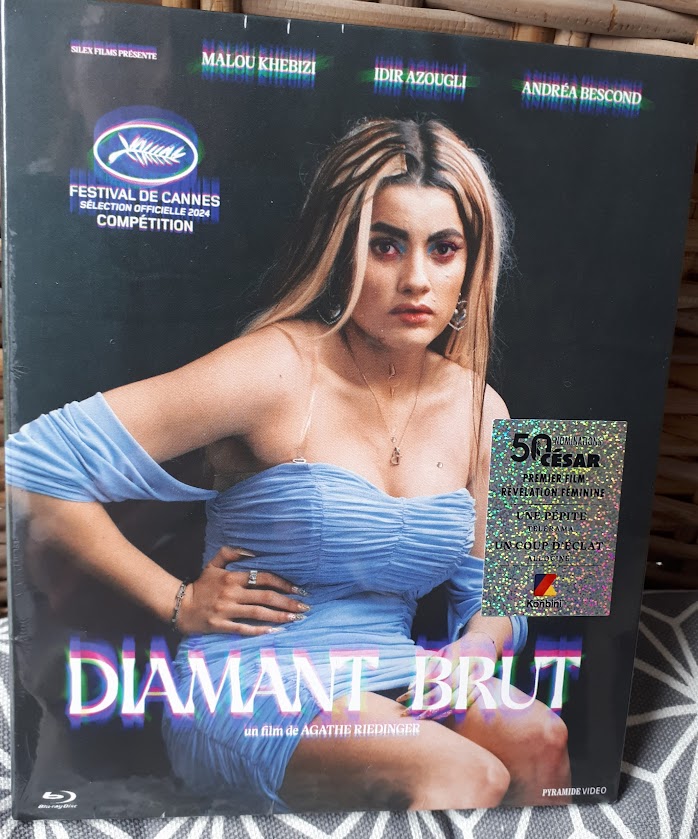 SILEX FILMS PRÉSENTE
MALOU KHEBIZI
IDIR AZOUGLI
ANDRÉA BESCOND
FESTIVAL DE CANNES
SÉLECTION OFFICIELLE 2024
COMPÉTITION
50 NOMINATIONS
CÉSAR
PREMIER FILM
RÉVÉLATION FÉMININE
UNE PÉPITE
TÉLÉRAMA
UN COUP D'ÉCLAT
ALLOCINÉ
Konbini
DIAMANT BRUT
un film de AGATHE RIEDINGER
Blu-ray Disc
PYRAMIDE VIDEO